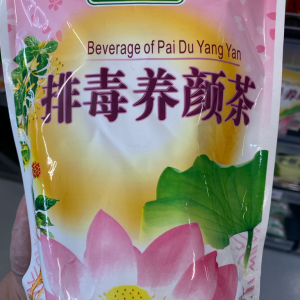 Beverage of Pai Du Yang Yan
排毒养颜茶